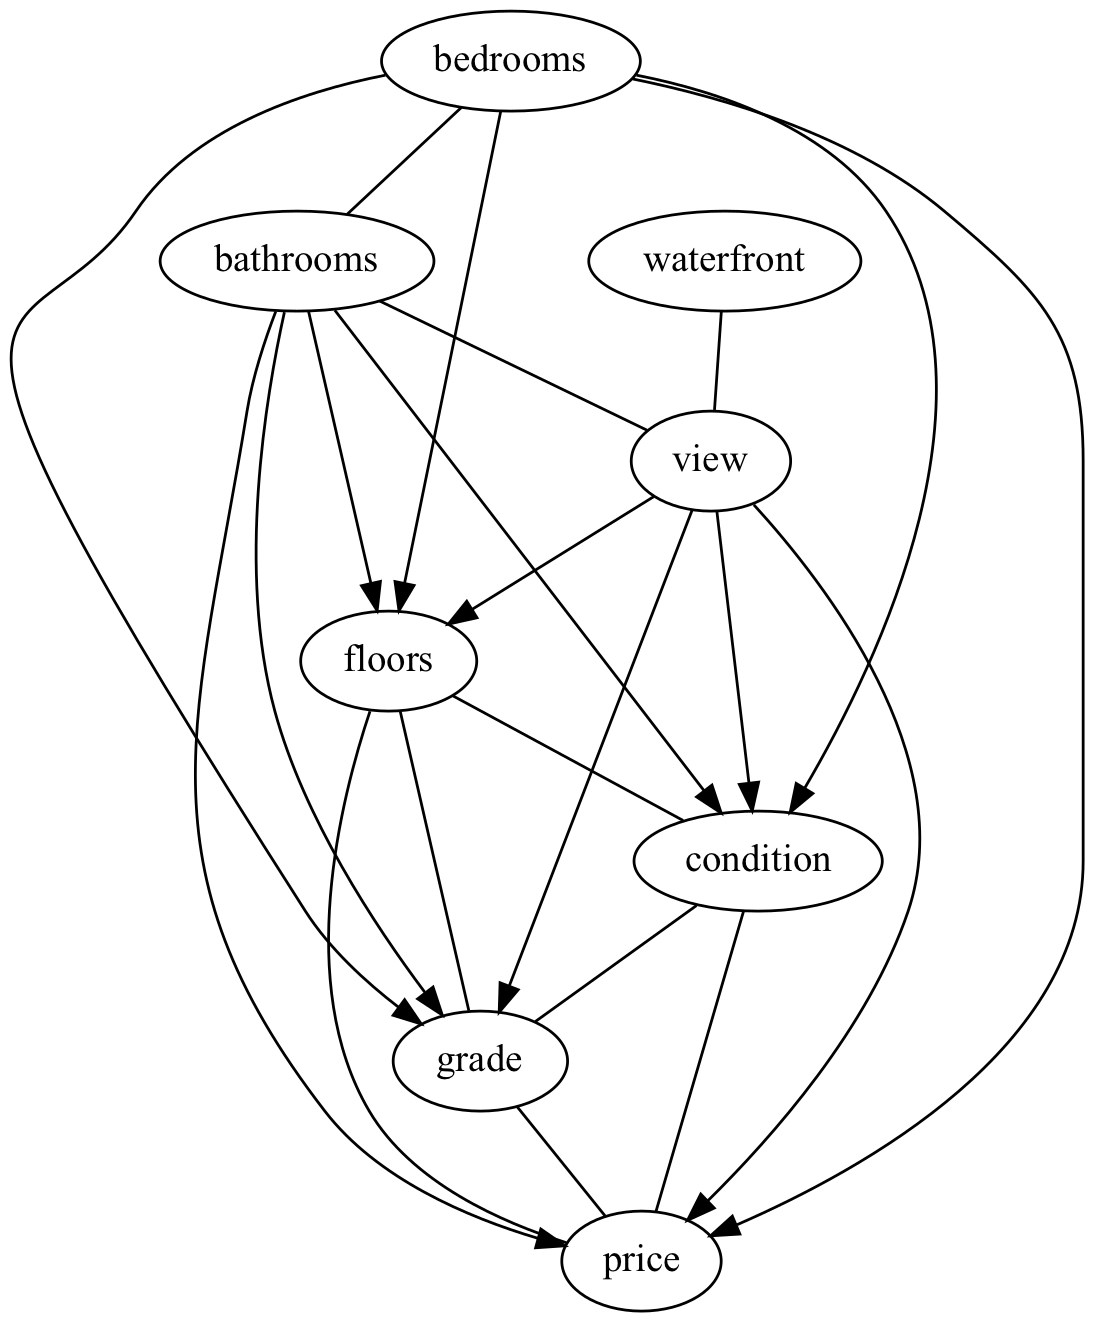 bedrooms
bathrooms
waterfront
view
floors
condition
grade
price